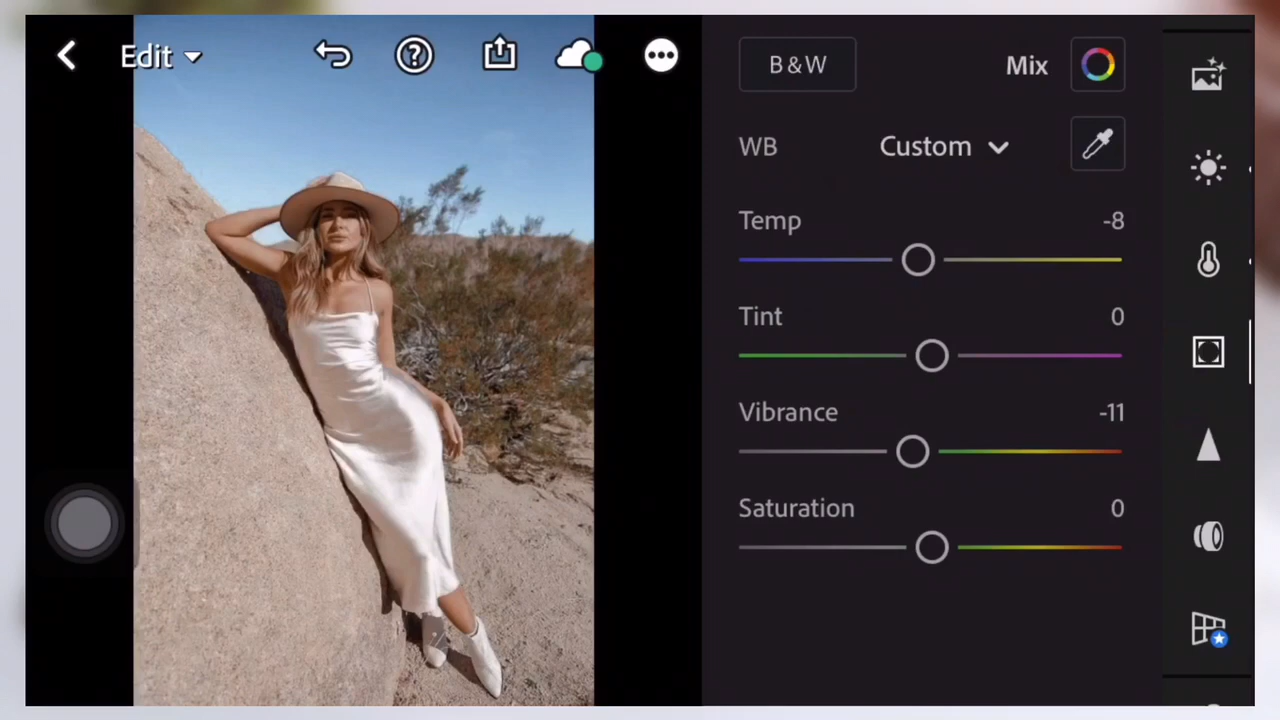 Edit
B&W
Mix
WB
Custom
Temp
-8
Tint
0
Vibrance
-11
Saturation
0